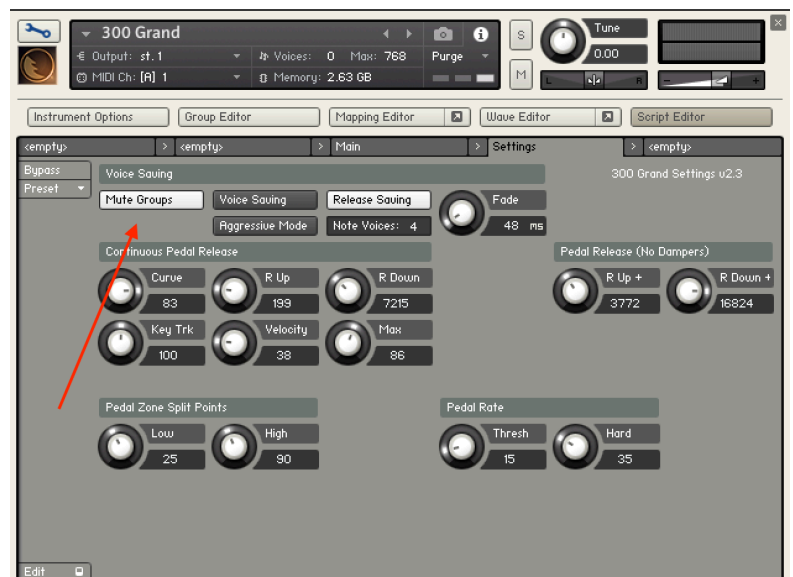 300 Grand
S
Tune
Output: st.1
Voices: 0 Max: 768
Purge
0.00
MIDI Ch: [A] 1
Memory: 2.63 GB
M
L R
- +
Instrument Options
Group Editor
Mapping Editor
Wave Editor
Script Editor
<empty>
<empty>
Main
Settings
<empty>
Bypass
Voice Saving
300 Grand Settings v2.3
Preset
Mute Groups
Voice Saving
Release Saving
Fade
Aggressive Mode
Note Voices: 4
48 ms
Continuous Pedal Release
Pedal Release (No Dampers)
Curve
R Up
R Down
R Up +
R Down +
83
199
7215
3772
16824
Key Trk
Velocity
Max
100
38
86
Pedal Zone Split Points
Pedal Rate
Low
High
Thresh
Hard
25
90
15
35
Edit